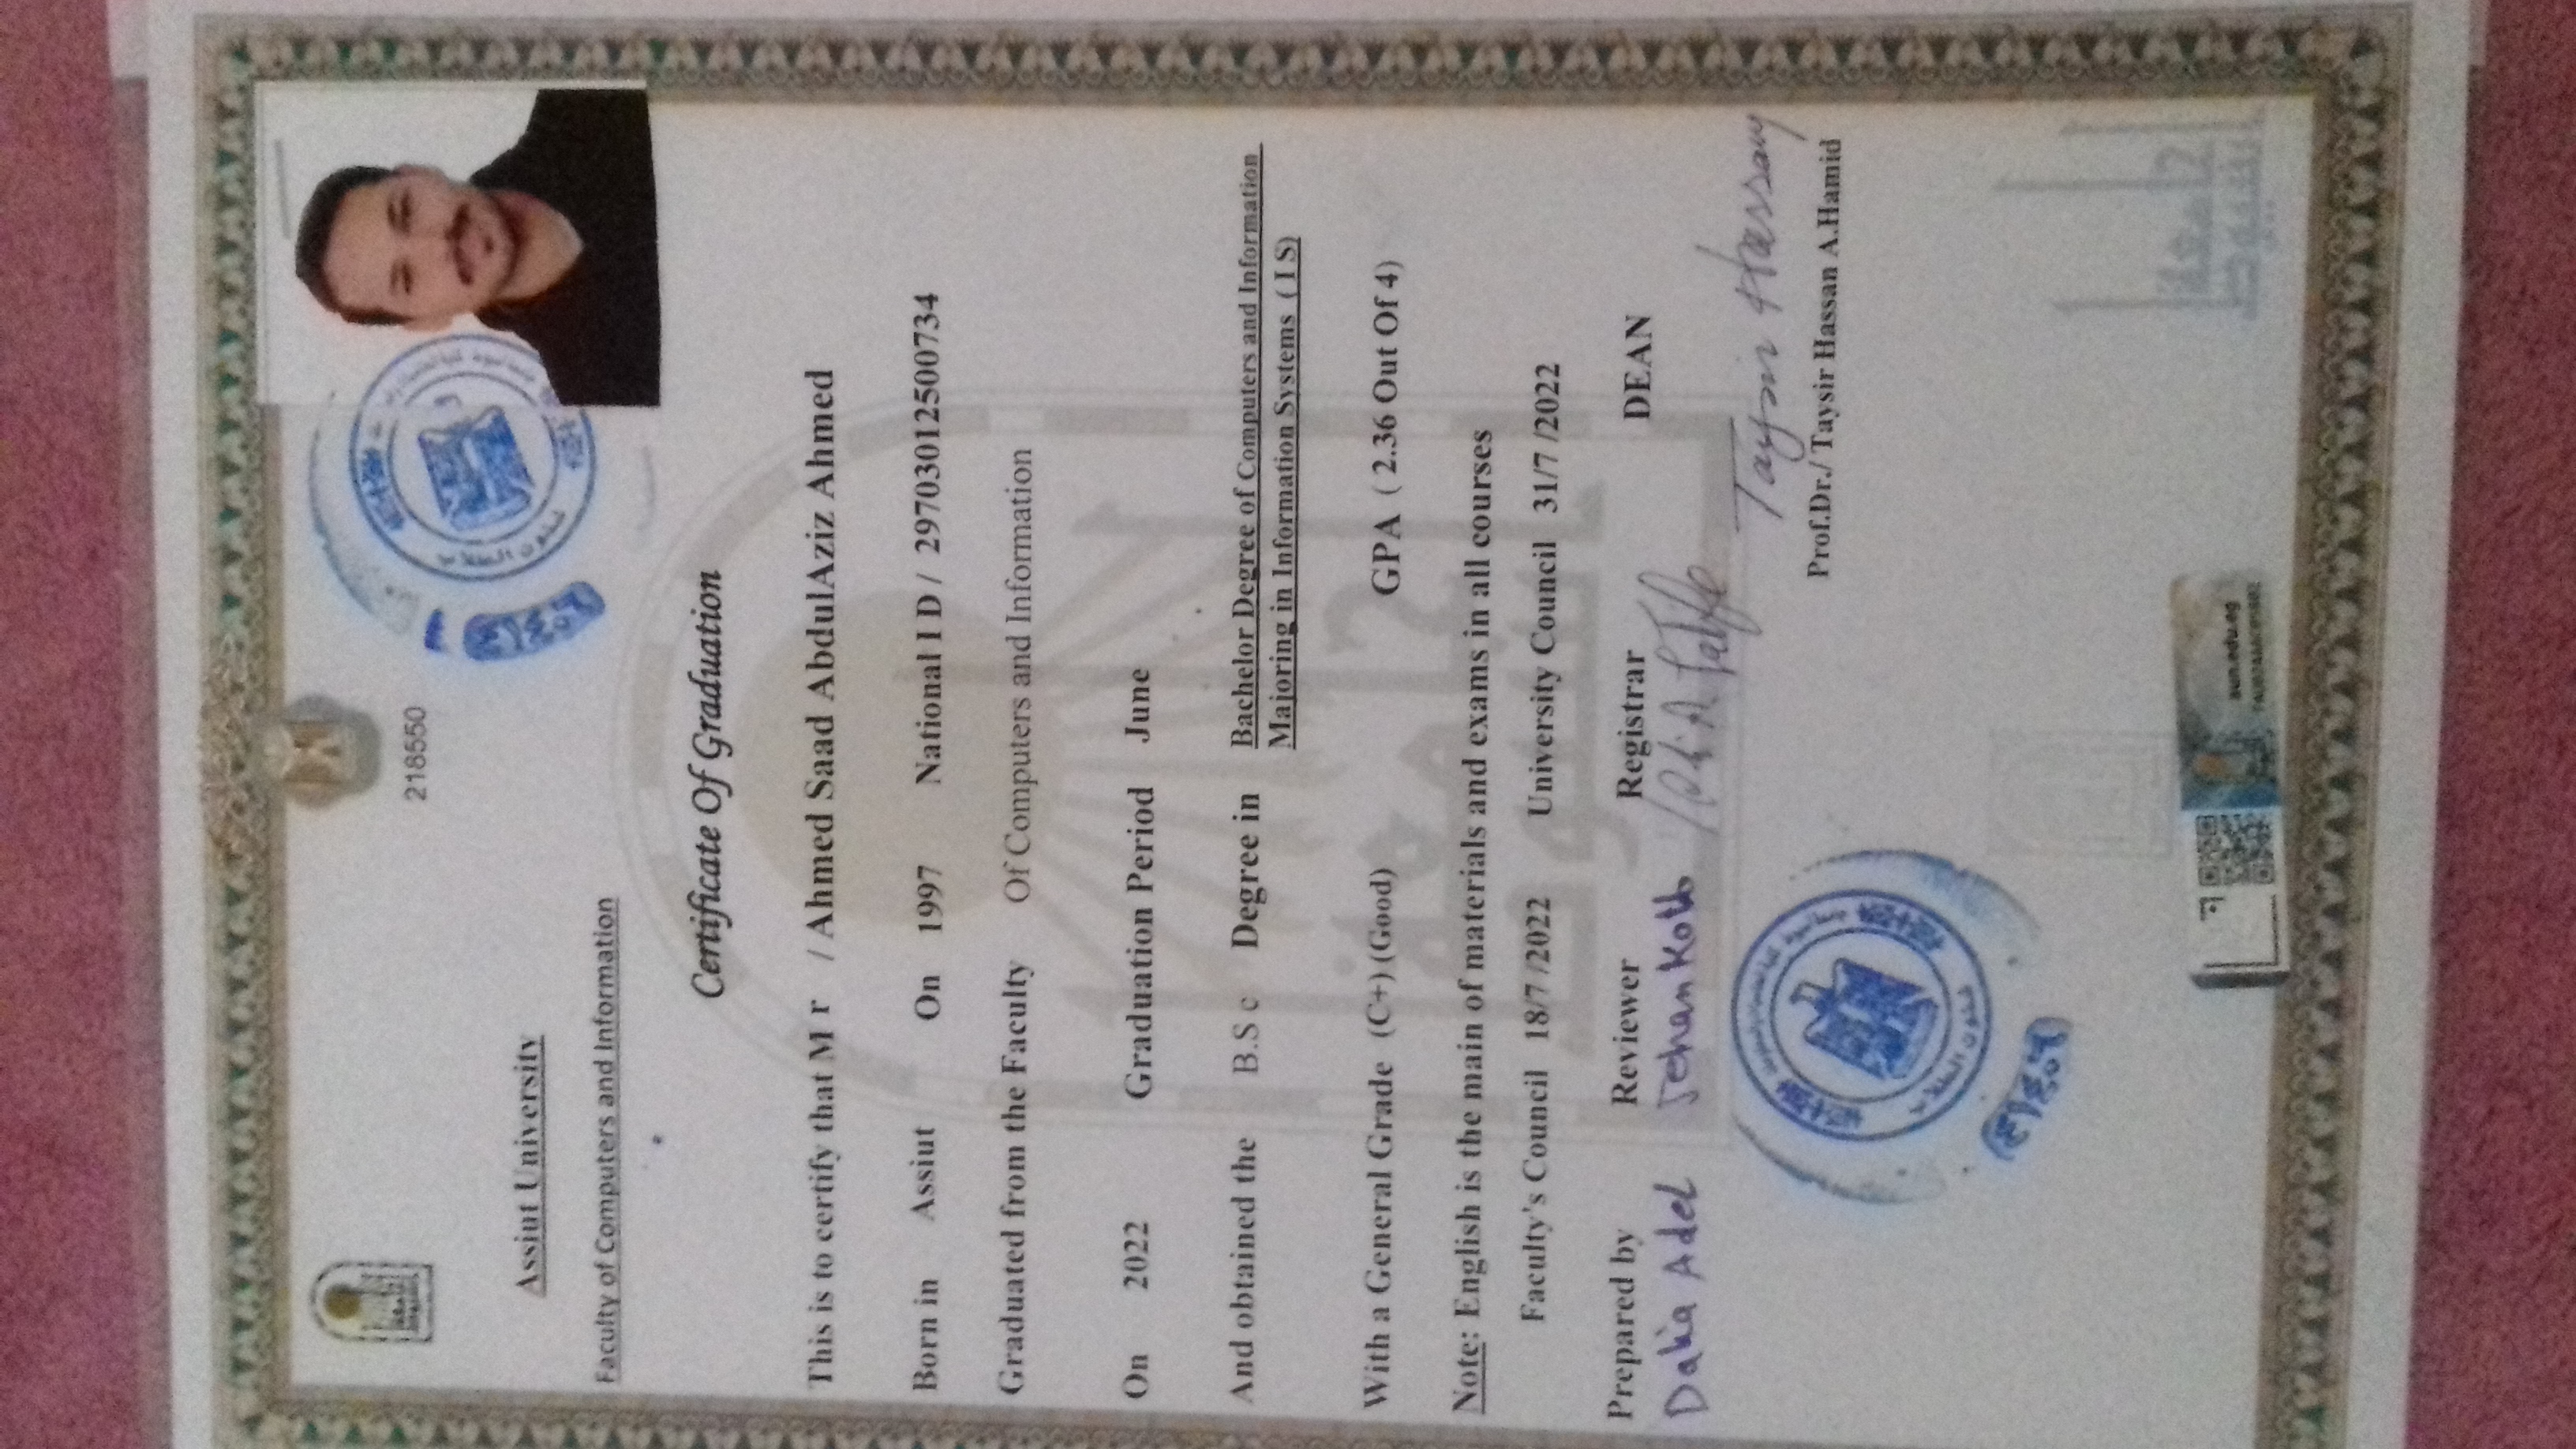 218550
Assiut University
Faculty of Computers and Information
Certificate Of Graduation
This is to certify that M r / Ahmed Saad AbdulAziz Ahmed
Born in Assiut On 1997 National I D / 29703012500734
Graduated from the Faculty Of Computers and Information
On 2022 Graduation Period June
And obtained the B.S c Degree in Bachelor Degree of Computers and Information
Majoring in Information Systems ( I S)
With a General Grade (C+) (Good) GPA ( 2.36 Out Of 4)
Note: English is the main of materials and exams in all courses
Faculty's Council 18/7 /2022 University Council 31/7 /2022
Prepared by Reviewer Registrar DEAN
Dalia Adel Jehan Kotb
Taysir Hassan
Prof.Dr./ Taysir Hassan A.Hamid
شئون الطلاب
aun.edu.eg
جامعة
أسيوط